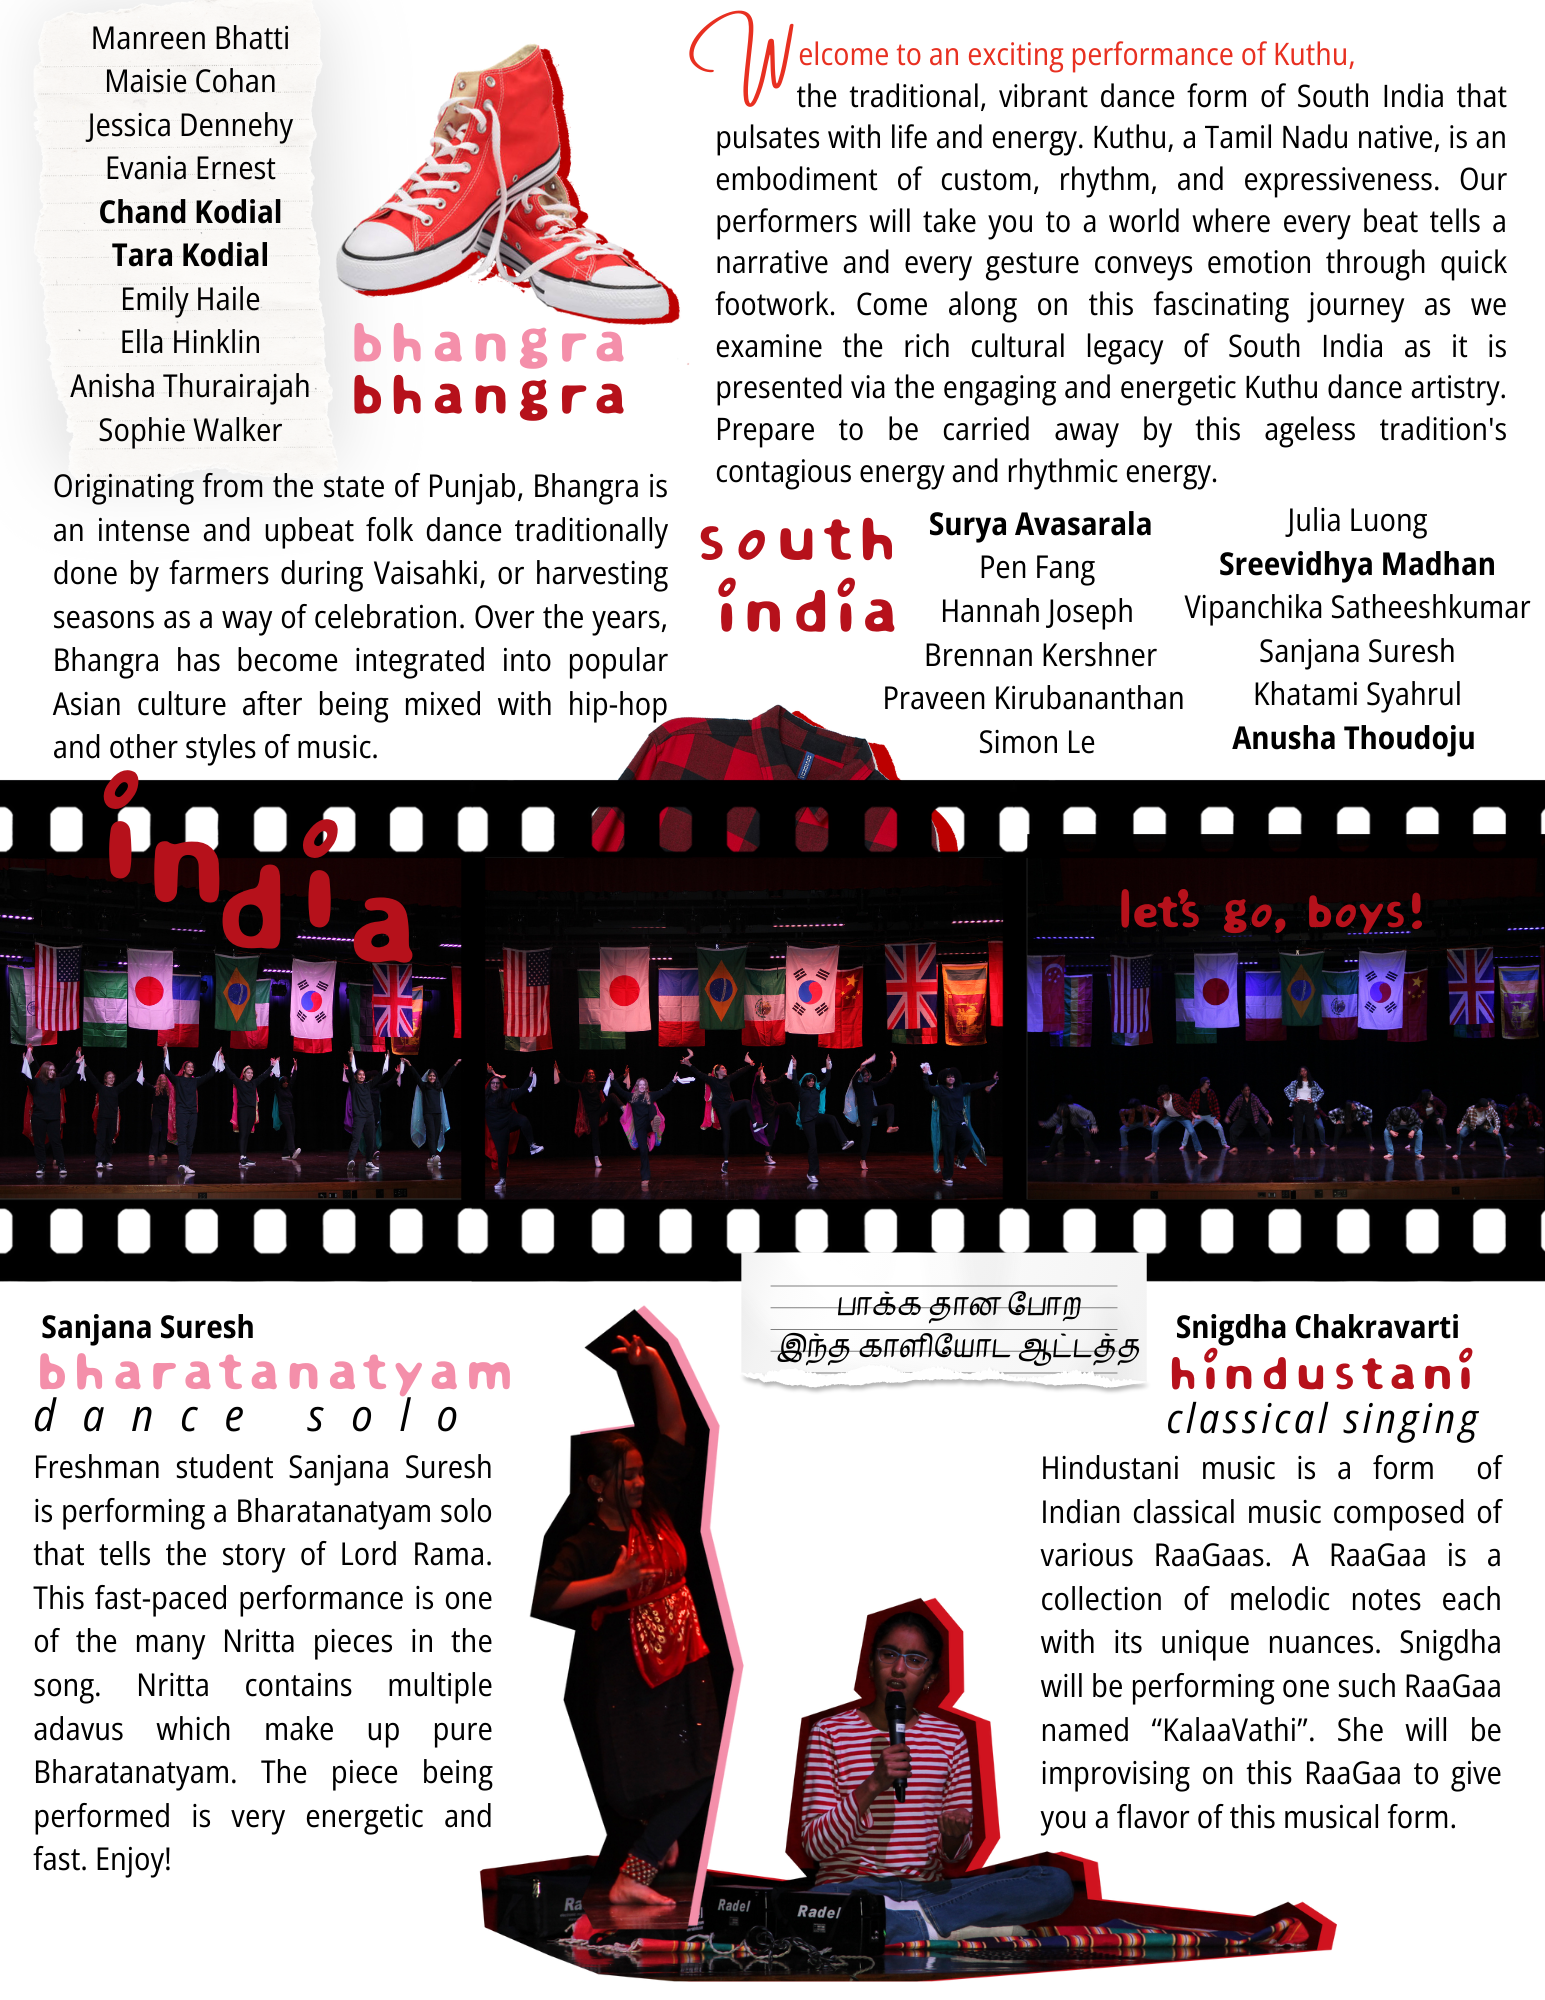 Manreen Bhatti
Maisie Cohan
Jessica Dennehy
Evania Ernest
Chand Kodial
Tara Kodial
Emily Haile
Ella Hinklin
Anisha Thurairajah
Sophie Walker
bhangra
bhangra
Originating from the state of Punjab, Bhangra is
an intense and upbeat folk dance traditionally
done by farmers during Vaisahki, or harvesting
seasons as a way of celebration. Over the years,
Bhangra has become integrated into popular
Asian culture after being mixed with hip-hop
and other styles of music.
Welcome to an exciting performance of Kuthu,
the traditional, vibrant dance form of South India that
pulsates with life and energy. Kuthu, a Tamil Nadu native, is an
embodiment of custom, rhythm, and expressiveness. Our
performers will take you to a world where every beat tells a
narrative and every gesture conveys emotion through quick
footwork. Come along on this fascinating journey as we
examine the rich cultural legacy of South India as it is
presented via the engaging and energetic Kuthu dance artistry.
Prepare to be carried away by this ageless tradition's
contagious energy and rhythmic energy.
south
india
Surya Avasarala
Pen Fang
Hannah Joseph
Brennan Kershner
Praveen Kirubananthan
Simon Le
Julia Luong
Sreevidhya Madhan
Vipanchika Satheeshkumar
Sanjana Suresh
Khatami Syahrul
Anusha Thoudoju
india
let's go, boys!
பாக்க தான போற
இந்த காளியோட ஆட்டத்த
Sanjana Suresh
bharatanatyam
dance solo
Freshman student Sanjana Suresh
is performing a Bharatanatyam solo
that tells the story of Lord Rama.
This fast-paced performance is one
of the many Nritta pieces in the
song. Nritta contains multiple
adavus which make up pure
Bharatanatyam. The piece being
performed is very energetic and
fast. Enjoy!
Snigdha Chakravarti
hindustani
classical singing
Hindustani music is a form of
Indian classical music composed of
various RaaGaas. A RaaGaa is a
collection of melodic notes each
with its unique nuances. Snigdha
will be performing one such RaaGaa
named “KalaaVathi”. She will be
improvising on this RaaGaa to give
you a flavor of this musical form.
Ra
Radel
Radel